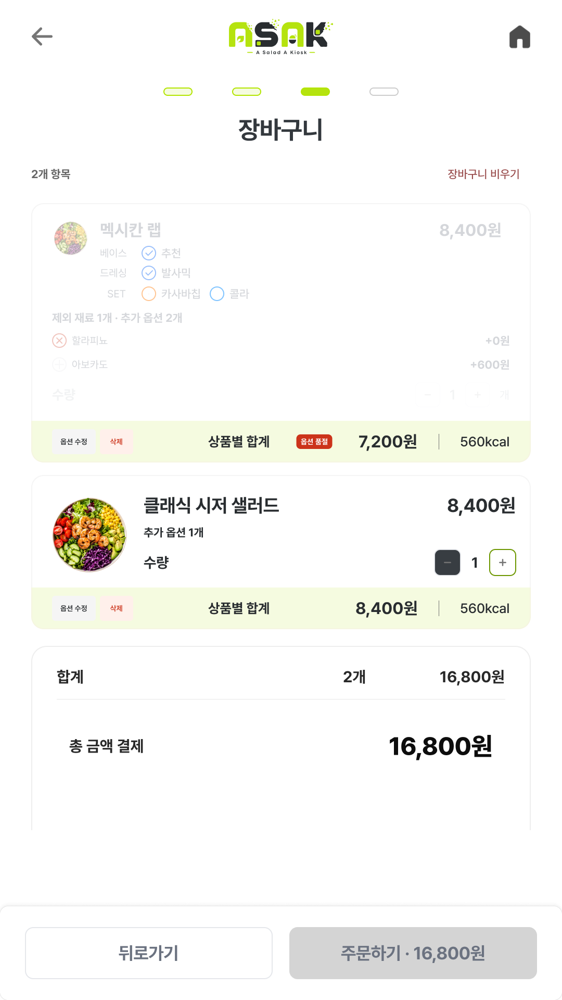 ASAK
A Salad A Kiosk
장바구니
2개 항목 장바구니 비우기
멕시칸 랩 8,400원
베이스 추천
드레싱 발사믹
SET 카사바칩 콜라
제외 재료 1개 · 추가 옵션 2개
할라피뇨 +0원
아보카도 +600원
수량 − 1 + 개
옵션 수정 삭제 상품별 합계 옵션 품절 7,200원 560kcal
클래식 시저 샐러드 8,400원
추가 옵션 1개
수량 − 1 +
옵션 수정 삭제 상품별 합계 8,400원 560kcal
합계 2개 16,800원
총 금액 결제 16,800원
뒤로가기 주문하기 · 16,800원